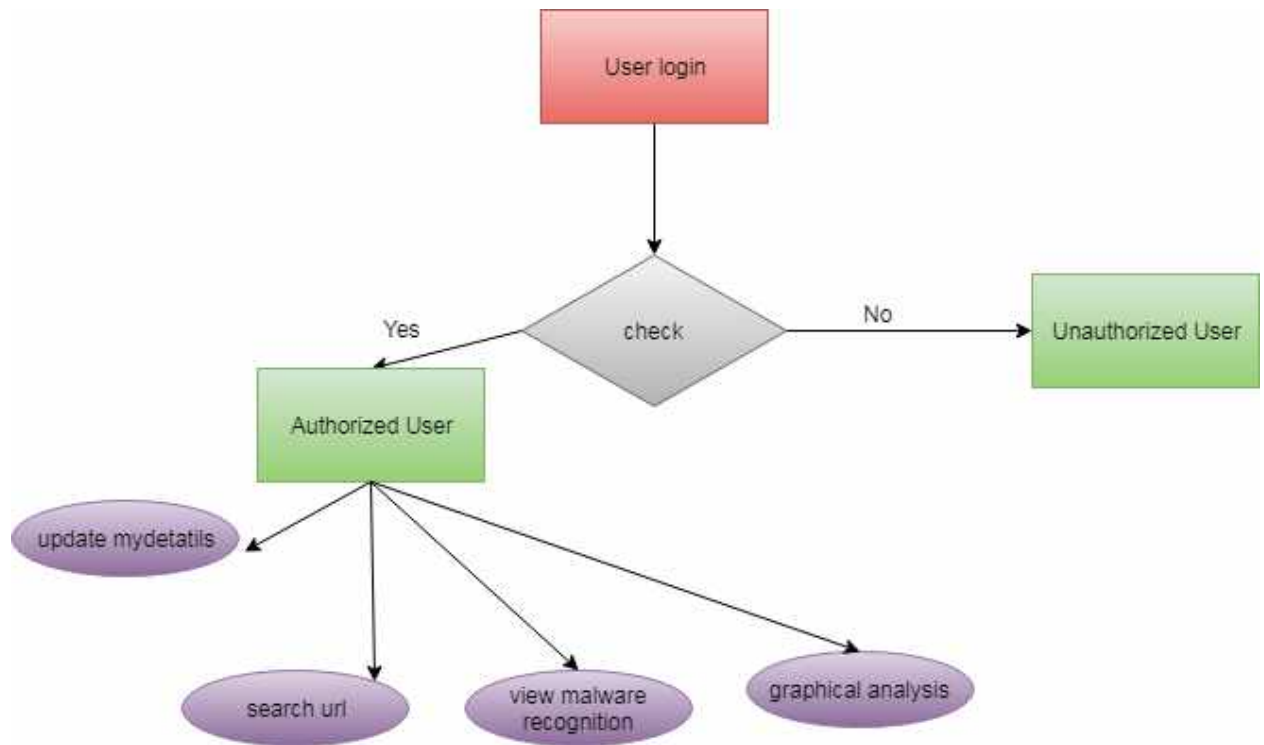 User login
check
Yes
No
Unauthorized User
Authorized User
update mydetatils
search url
view malware
recognition
graphical analysis